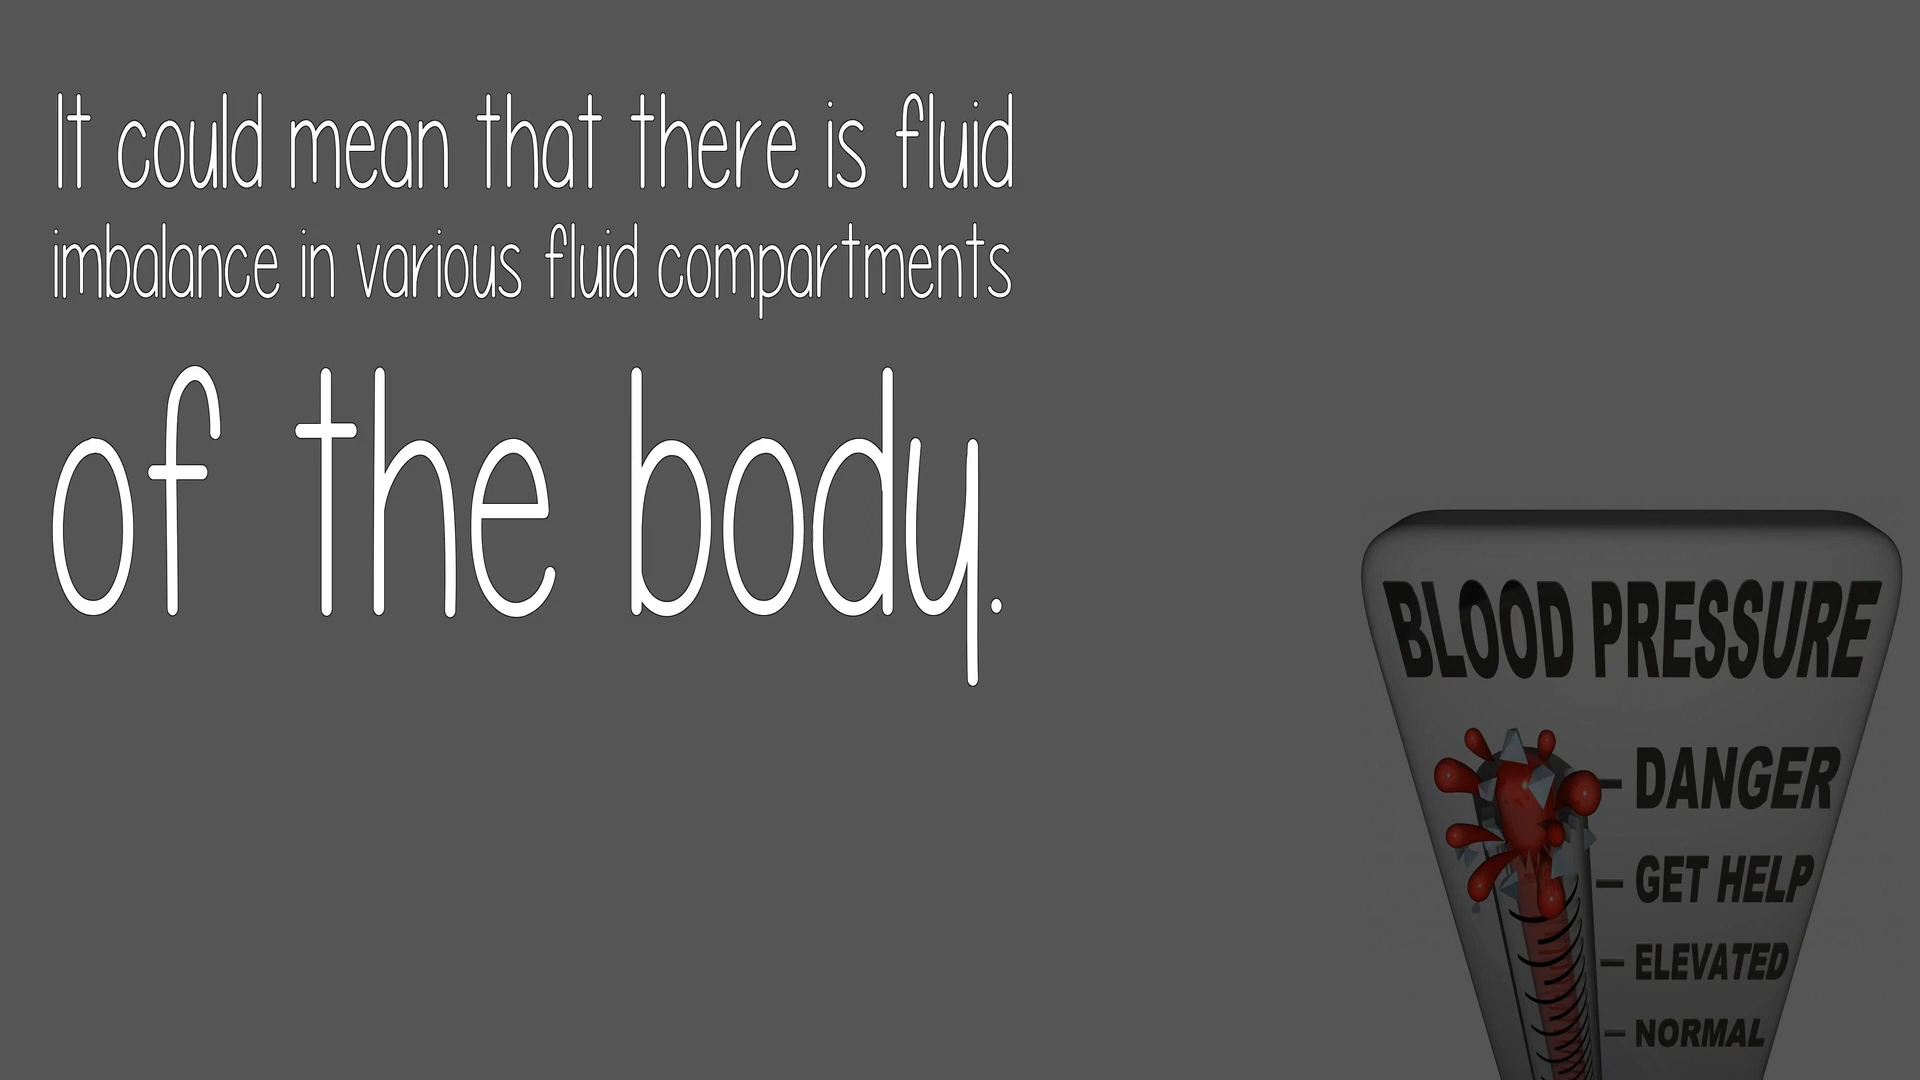 It could mean that there is fluid
imbalance in various fluid compartments
of the body.
BLOOD PRESSURE
DANGER
GET HELP
ELEVATED
NORMAL